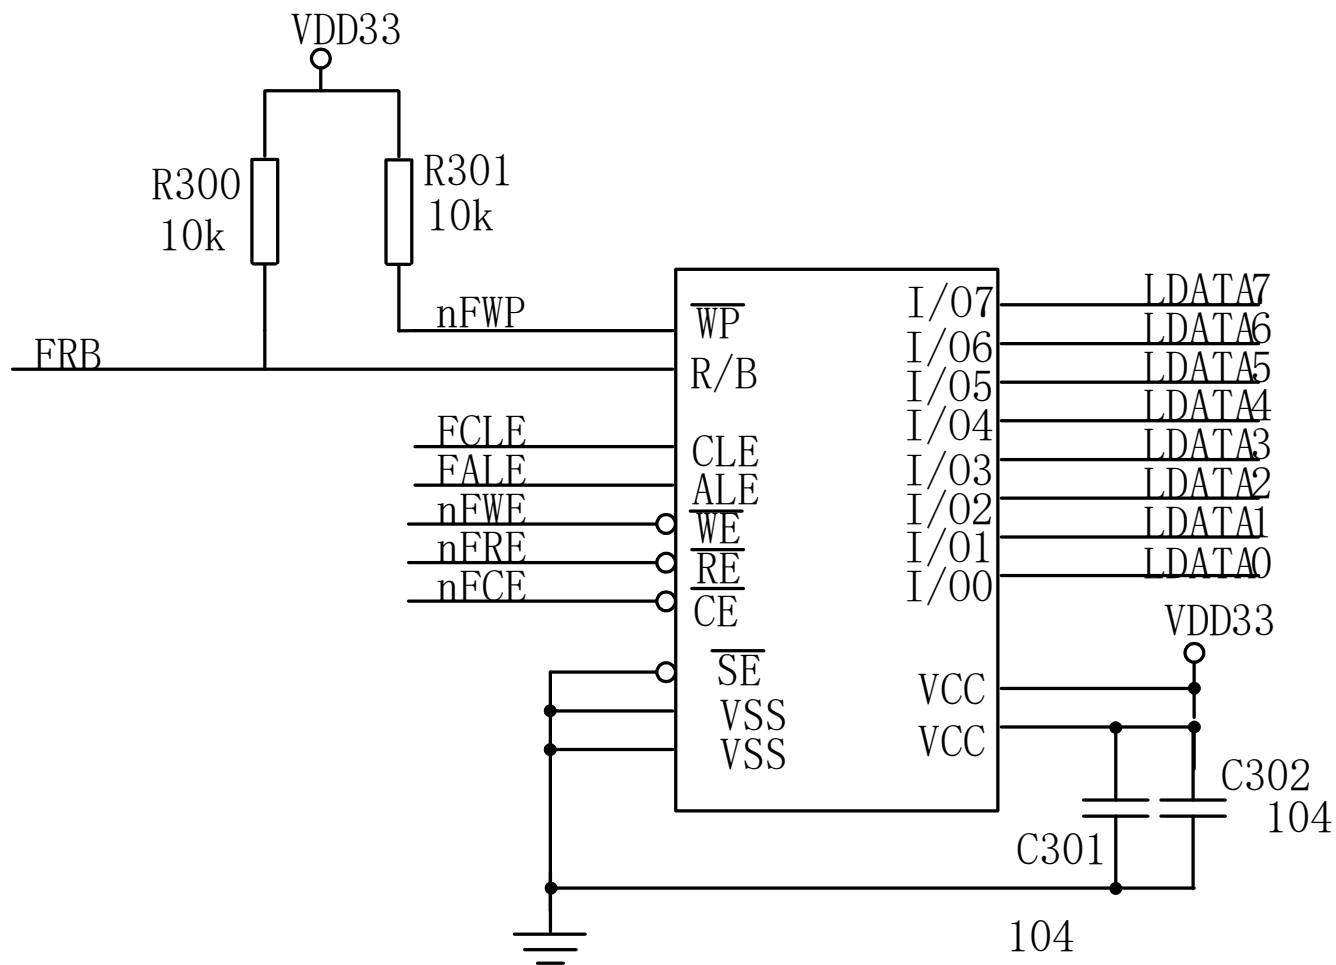 VDD33
R300
10k
R301
10k
nFWP
FRB
FCLE
FALE
nFWE
nFRE
nFCE
WP
R/B
CLE
ALE
WE
RE
CE
SE
VSS
VSS
I/O7
I/O6
I/O5
I/O4
I/O3
I/O2
I/O1
I/O0
VCC
VCC
LDATA7
LDATA6
LDATA5
LDATA4
LDATA3
LDATA2
LDATA1
LDATA0
VDD33
C302
104
C301
104